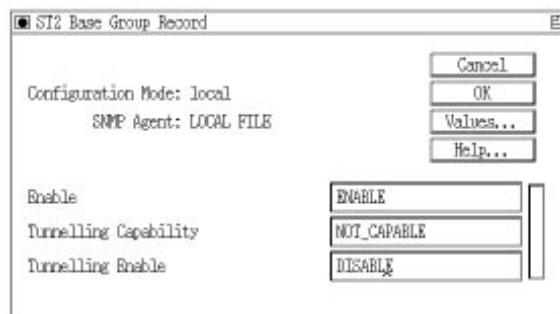 ST2 Base Group Record
Cancel
Configuration Mode: local
OK
SNMP Agent: LOCAL FILE
Values...
Help...
Enable
ENABLE
Tunnelling Capability
NOT_CAPABLE
Tunnelling Enable
DISABLE